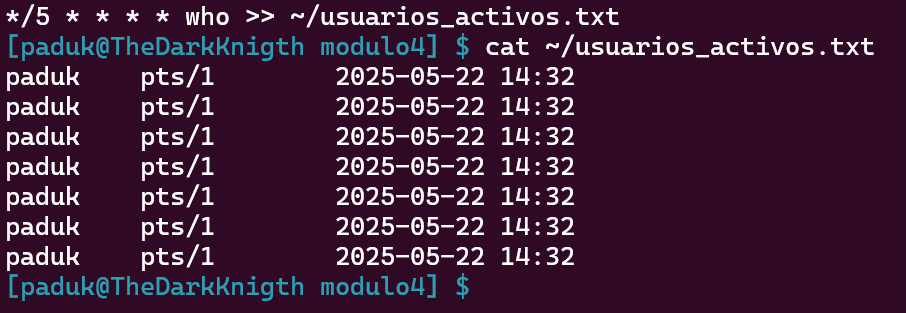 */5 * * * * who >> ~/usuarios_activos.txt
[paduk@TheDarkKnigth modulo4] $ cat ~/usuarios_activos.txt
paduk    pts/1        2025-05-22 14:32
paduk    pts/1        2025-05-22 14:32
paduk    pts/1        2025-05-22 14:32
paduk    pts/1        2025-05-22 14:32
paduk    pts/1        2025-05-22 14:32
paduk    pts/1        2025-05-22 14:32
paduk    pts/1        2025-05-22 14:32
[paduk@TheDarkKnigth modulo4] $